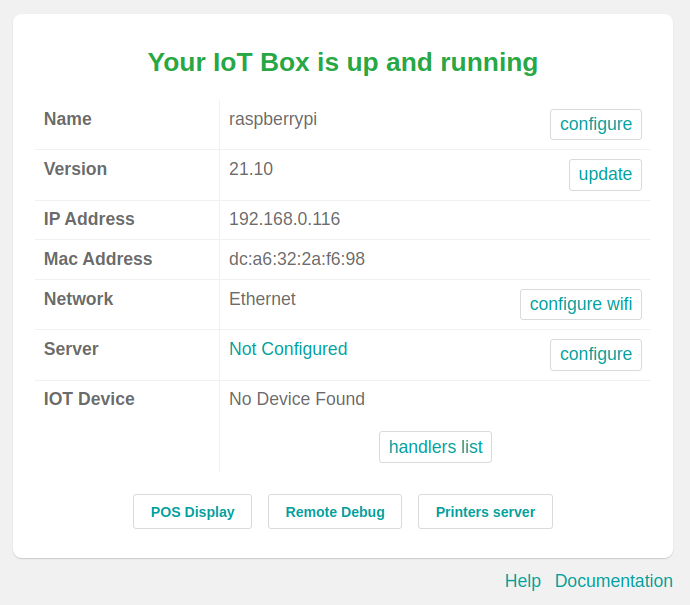 Your IoT Box is up and running
Name raspberrypi configure
Version 21.10 update
IP Address 192.168.0.116
Mac Address dc:a6:32:2a:f6:98
Network Ethernet configure wifi
Server Not Configured configure
IOT Device No Device Found
handlers list
POS Display Remote Debug Printers server
Help Documentation